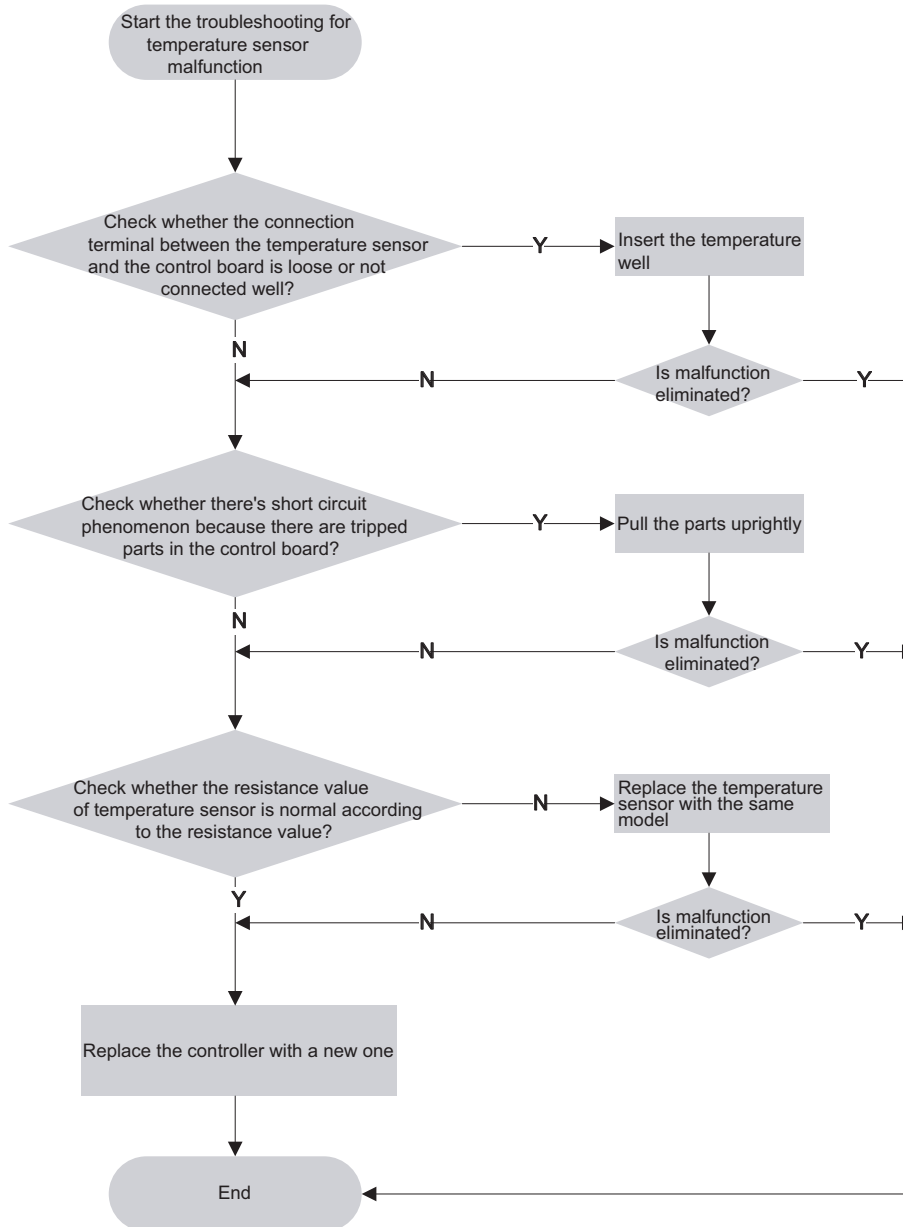 Start the troubleshooting for
temperature sensor
malfunction
Check whether the connection
terminal between the temperature sensor
and the control board is loose or not
connected well?
Y
Insert the temperature
well
N
Is malfunction
eliminated?
N
Y
Check whether there's short circuit
phenomenon because there are tripped
parts in the control board?
Y
Pull the parts uprightly
N
Is malfunction
eliminated?
N
Y
Check whether the resistance value
of temperature sensor is normal according
to the resistance value?
N
Replace the temperature
sensor with the same
model
Y
Is malfunction
eliminated?
N
Y
Replace the controller with a new one
End